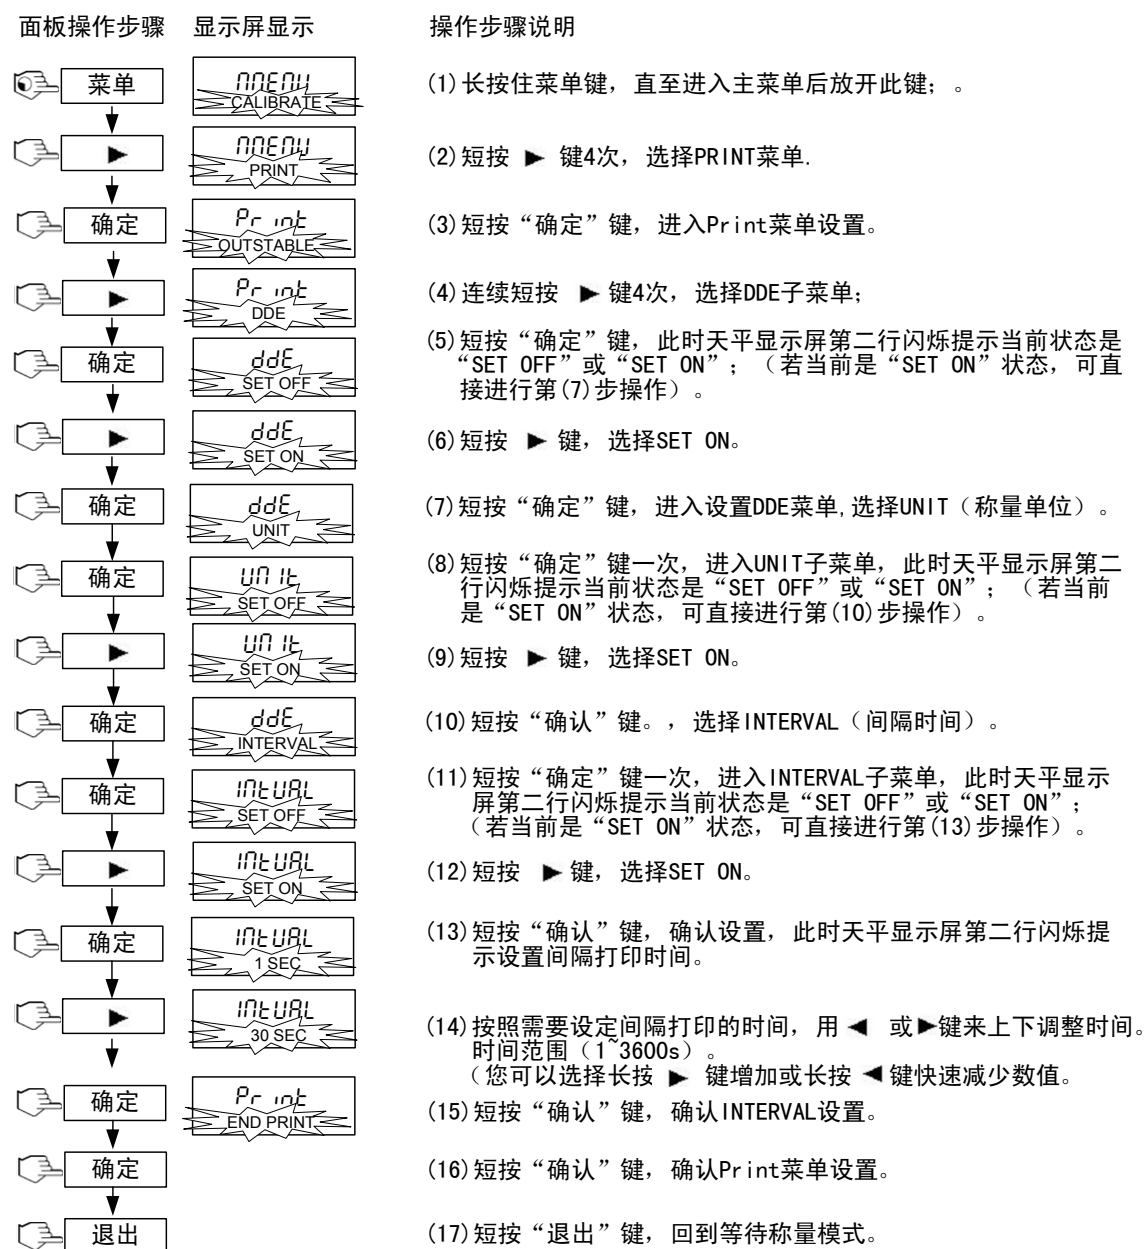 面板操作步骤 显示屏显示 操作步骤说明
菜单 MMENU (1)长按住菜单键，直至进入主菜单后放开此键；。
CALIBRATE
▶ MMENU (2)短按 ▶ 键4次，选择PRINT菜单.
PRINT
确定 Print (3)短按“确定”键，进入Print菜单设置。
OUTSTABLE
▶ Print (4)连续短按 ▶ 键4次，选择DDE子菜单；
DDE
确定 ddE (5)短按“确定”键，此时天平显示屏第二行闪烁提示当前状态是
SET OFF “SET OFF”或“SET ON”；（若当前是“SET ON”状态，可直
接进行第(7)步操作）。
▶ ddE (6)短按 ▶ 键，选择SET ON。
SET ON
确定 ddE (7)短按“确定”键，进入设置DDE菜单,选择UNIT（称量单位）。
UNIT
确定 UNIt (8)短按“确定”键一次，进入UNIT子菜单，此时天平显示屏第二
SET OFF 行闪烁提示当前状态是“SET OFF”或“SET ON”；（若当前
是“SET ON”状态，可直接进行第(10)步操作）。
▶ UNIt (9)短按 ▶ 键，选择SET ON。
SET ON
确定 ddE (10)短按“确认”键。，选择INTERVAL（间隔时间）。
INTERVAL
确定 INtUAL (11)短按“确定”键一次，进入INTERVAL子菜单，此时天平显示
SET OFF 屏第二行闪烁提示当前状态是“SET OFF”或“SET ON”；
（若当前是“SET ON”状态，可直接进行第(13)步操作）。
▶ INtUAL (12)短按 ▶ 键，选择SET ON。
SET ON
确定 INtUAL (13)短按“确认”键，确认设置，此时天平显示屏第二行闪烁提
1 SEC 示设置间隔打印时间。
▶ INtUAL (14)按照需要设定间隔打印的时间，用 ◀ 或▶键来上下调整时间。
30 SEC 时间范围（1~3600s）。
（您可以选择长按 ▶ 键增加或长按 ◀键快速减少数值。
确定 Print (15)短按“确认”键，确认INTERVAL设置。
END PRINT
确定 (16)短按“确认”键，确认Print菜单设置。
退出 (17)短按“退出”键，回到等待称量模式。